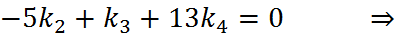 −5k₂ + k₃ + 13k₄ = 0 ⇒